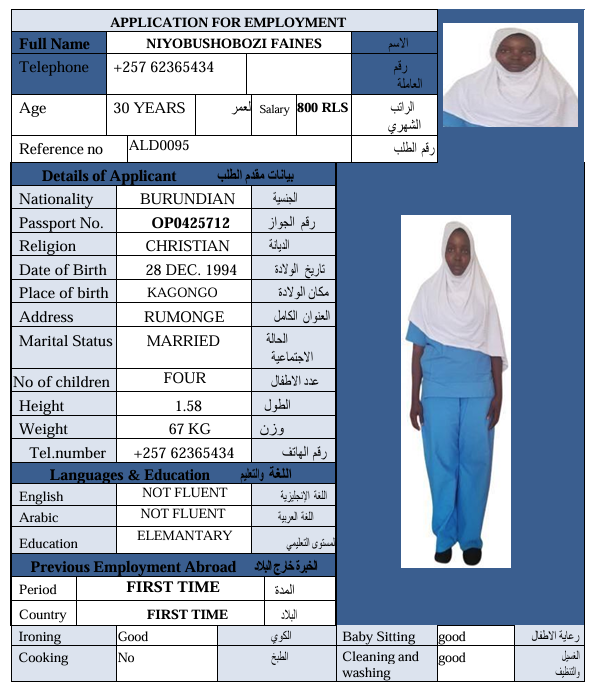 APPLICATION FOR EMPLOYMENT
Full Name NIYOBUSHOBOZI FAINES الاسم
Telephone +257 62365434 رقم
العاملة
Age 30 YEARS لعمر Salary 800 RLS الراتب
الشهري
Reference no ALD0095 رقم الطلب
Details of Applicant بيانات مقدم الطلب
Nationality BURUNDIAN الجنسية
Passport No. OP0425712 رقم الجواز
Religion CHRISTIAN الديانة
Date of Birth 28 DEC. 1994 تاريخ الولادة
Place of birth KAGONGO مكان الولادة
Address RUMONGE العنوان الكامل
Marital Status MARRIED الحالة
الاجتماعية
No of children FOUR عدد الاطفال
Height 1.58 الطول
Weight 67 KG وزن
Tel.number +257 62365434 رقم الهاتف
Languages & Education اللغة والتعليم
English NOT FLUENT اللغة الإنجليزية
Arabic NOT FLUENT اللغة العربية
Education ELEMANTARY لمستوى التعليمي
Previous Employment Abroad الخبرة خارج البلاد
Period FIRST TIME المدة
Country FIRST TIME البلاد
Ironing Good الكوي Baby Sitting good رعاية الاطفال
Cooking No الطبخ Cleaning and good الغسيل
washing والتنظيف